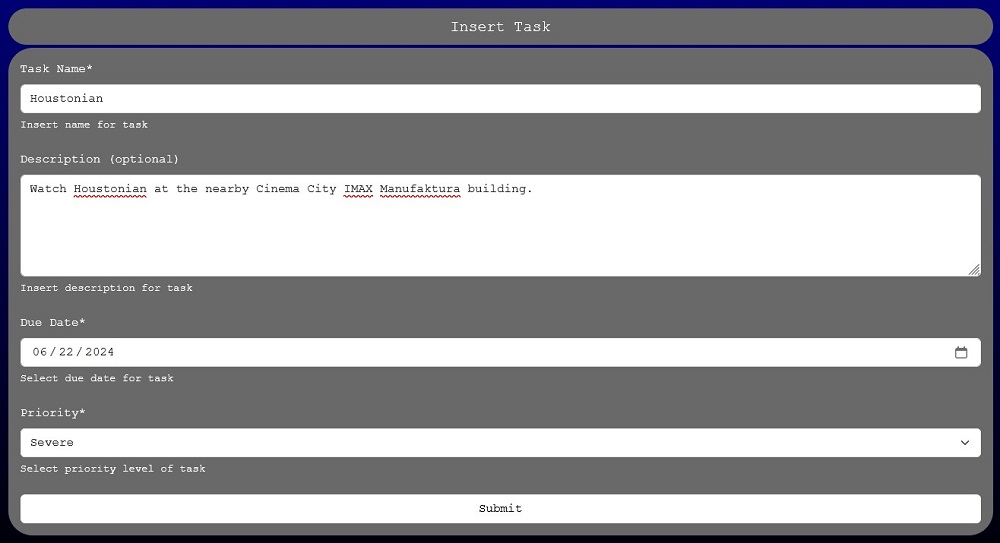 Insert Task
Task Name*
Houstonian
Insert name for task
Description (optional)
Watch Houstonian at the nearby Cinema City IMAX Manufaktura building.
Insert description for task
Due Date*
06/22/2024
Select due date for task
Priority*
Severe
Select priority level of task
Submit